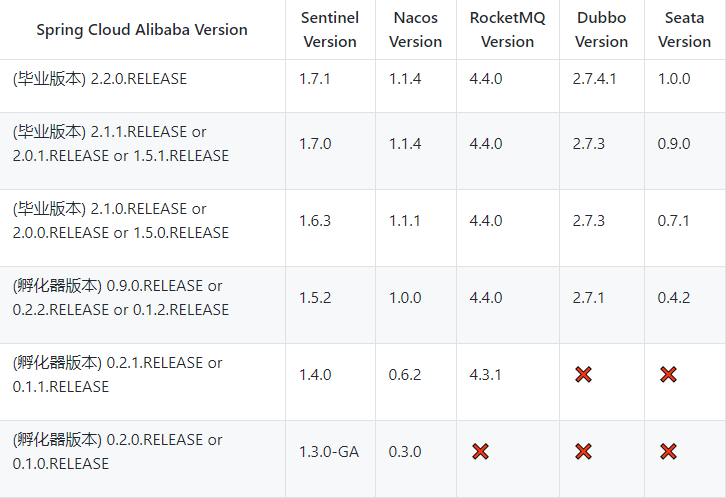 Spring Cloud Alibaba Version
Sentinel Version
Nacos Version
RocketMQ Version
Dubbo Version
Seata Version
(毕业版本) 2.2.0.RELEASE
1.7.1
1.1.4
4.4.0
2.7.4.1
1.0.0
(毕业版本) 2.1.1.RELEASE or
2.0.1.RELEASE or 1.5.1.RELEASE
1.7.0
1.1.4
4.4.0
2.7.3
0.9.0
(毕业版本) 2.1.0.RELEASE or
2.0.0.RELEASE or 1.5.0.RELEASE
1.6.3
1.1.1
4.4.0
2.7.3
0.7.1
(孵化器版本) 0.9.0.RELEASE or
0.2.2.RELEASE or 0.1.2.RELEASE
1.5.2
1.0.0
4.4.0
2.7.1
0.4.2
(孵化器版本) 0.2.1.RELEASE or
0.1.1.RELEASE
1.4.0
0.6.2
4.3.1
❌
❌
(孵化器版本) 0.2.0.RELEASE or
0.1.0.RELEASE
1.3.0-GA
0.3.0
❌
❌
❌